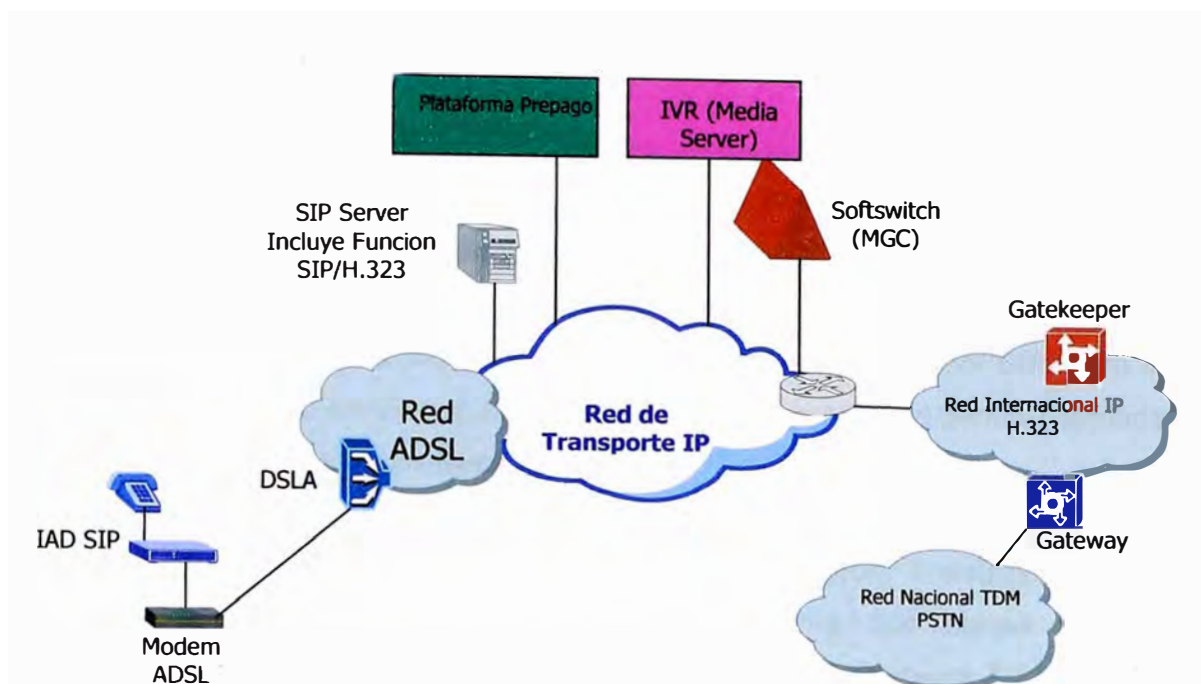 Plataforma Prepago
IVR (Media
Server)
SIP Server
Incluye Funcion
SIP/H.323
Softswitch
(MGC)
Gatekeeper
Red
ADSL
Red de
Transporte IP
Red Internacional IP
H.323
DSLA
IAD SIP
Gateway
Modem
ADSL
Red Nacional TDM
PSTN